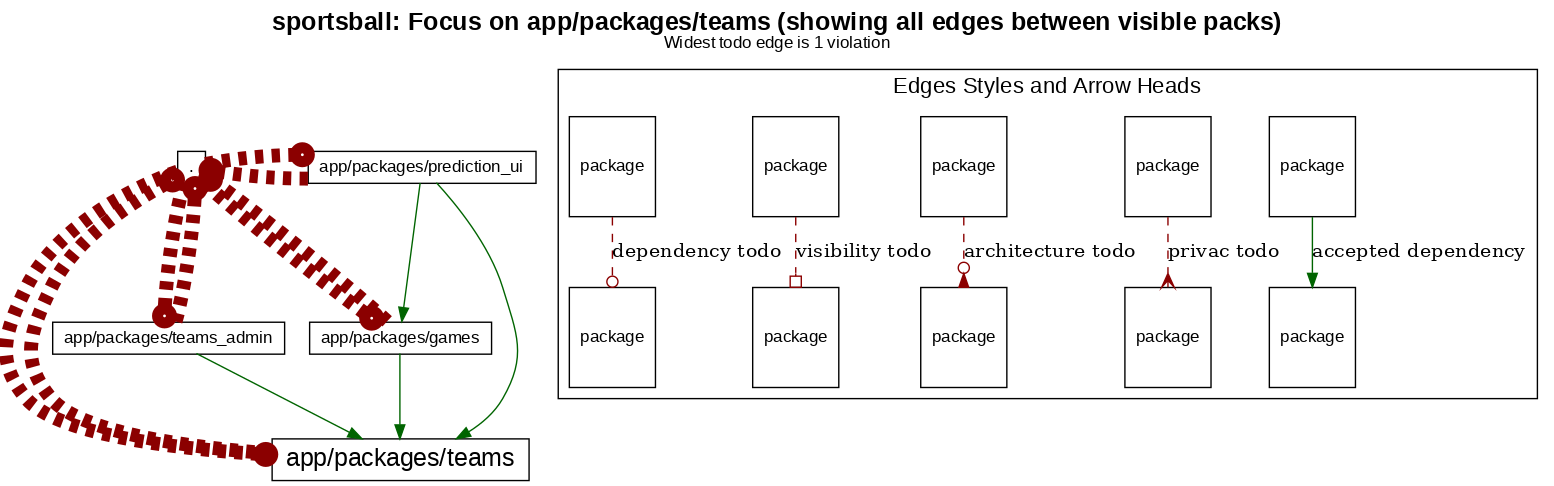 sportsball: Focus on app/packages/teams (showing all edges between visible packs)
Widest todo edge is 1 violation
Edges Styles and Arrow Heads
package package package package package
. app/packages/prediction_ui
dependency todo visibility todo architecture todo privac todo accepted dependency
app/packages/teams_admin app/packages/games
package package package package package
app/packages/teams